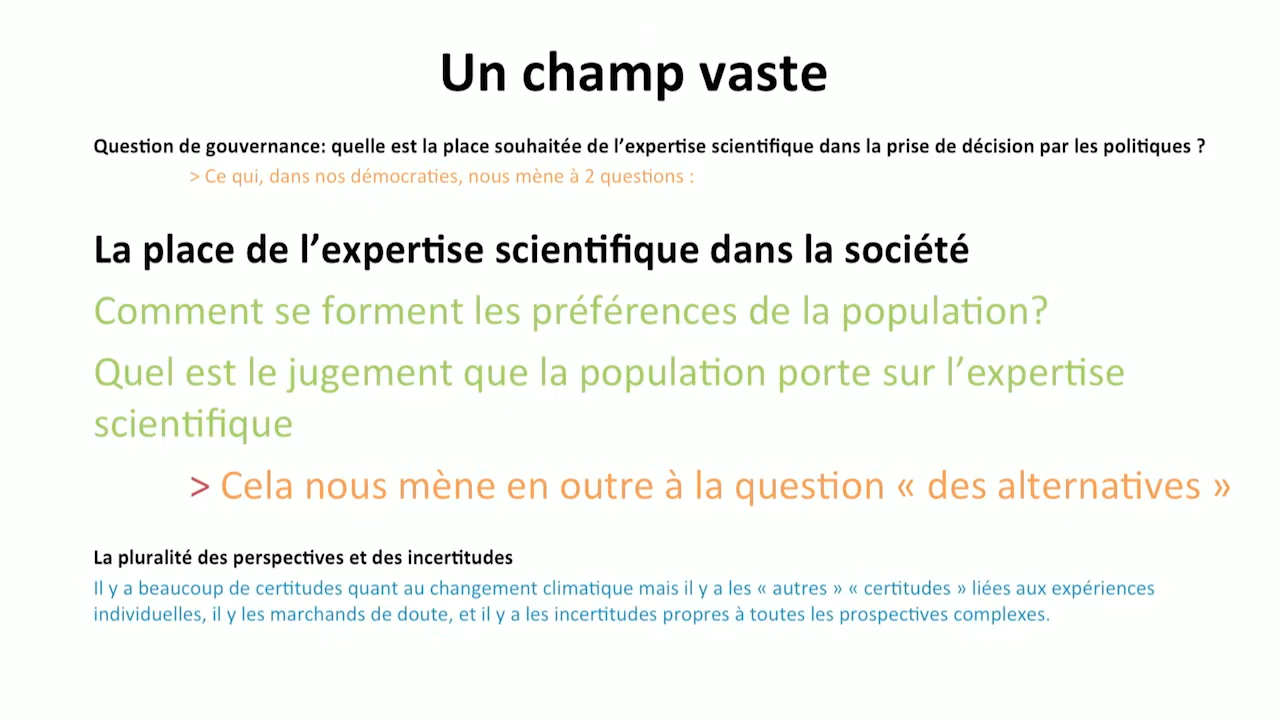 Un champ vaste
Question de gouvernance: quelle est la place souhaitée de l’expertise scientifique dans la prise de décision par les politiques ?
> Ce qui, dans nos démocraties, nous mène à 2 questions :
La place de l’expertise scientifique dans la société
Comment se forment les préférences de la population?
Quel est le jugement que la population porte sur l’expertise
scientifique
> Cela nous mène en outre à la question « des alternatives »
La pluralité des perspectives et des incertitudes
Il y a beaucoup de certitudes quant au changement climatique mais il y a les « autres » « certitudes » liées aux expériences
individuelles, il y les marchands de doute, et il y a les incertitudes propres à toutes les prospectives complexes.